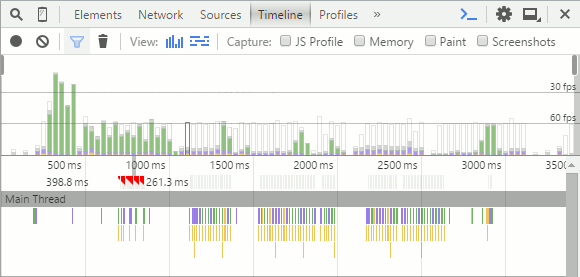 Elements Network Sources Timeline Profiles »
View: Capture: JS Profile Memory Paint Screenshots
30 fps
60 fps
500 ms 1000 ms 1500 ms 2000 ms 2500 ms 3000 ms 3500
398.8 ms 261.3 ms
Main Thread